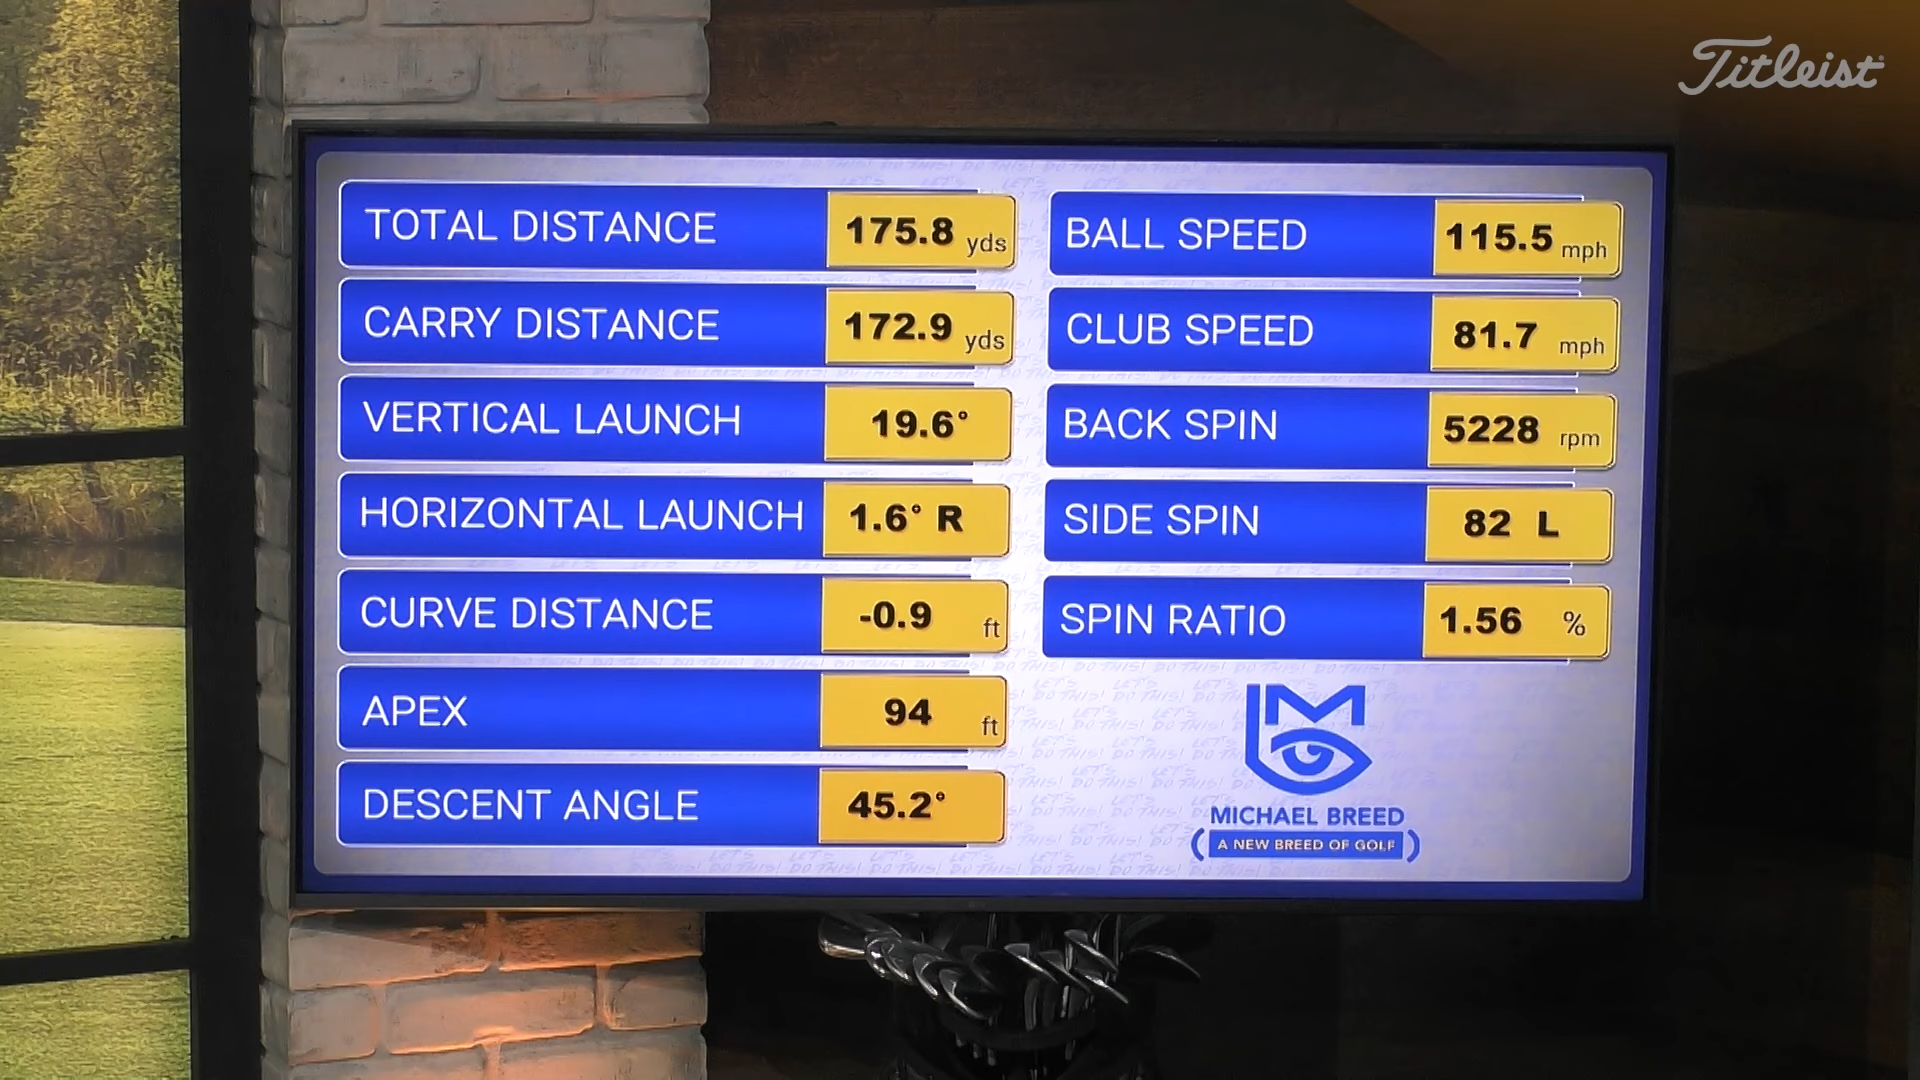 Titleist
TOTAL DISTANCE 175.8 yds
CARRY DISTANCE 172.9 yds
VERTICAL LAUNCH 19.6°
HORIZONTAL LAUNCH 1.6° R
CURVE DISTANCE -0.9 ft
APEX 94 ft
DESCENT ANGLE 45.2°
BALL SPEED 115.5 mph
CLUB SPEED 81.7 mph
BACK SPIN 5228 rpm
SIDE SPIN 82 L
SPIN RATIO 1.56 %
MICHAEL BREED
A NEW BREED OF GOLF